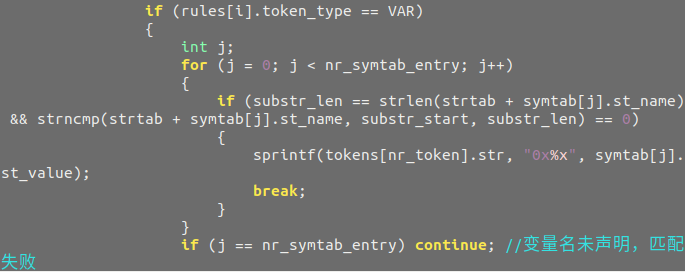 if (rules[i].token_type == VAR)
{
int j;
for (j = 0; j < nr_symtab_entry; j++)
{
if (substr_len == strlen(strtab + symtab[j].st_name)
&& strncmp(strtab + symtab[j].st_name, substr_start, substr_len) == 0)
{
sprintf(tokens[nr_token].str, "0x%x", symtab[j].
st_value);
break;
}
}
if (j == nr_symtab_entry) continue; //变量名未声明，匹配
失败